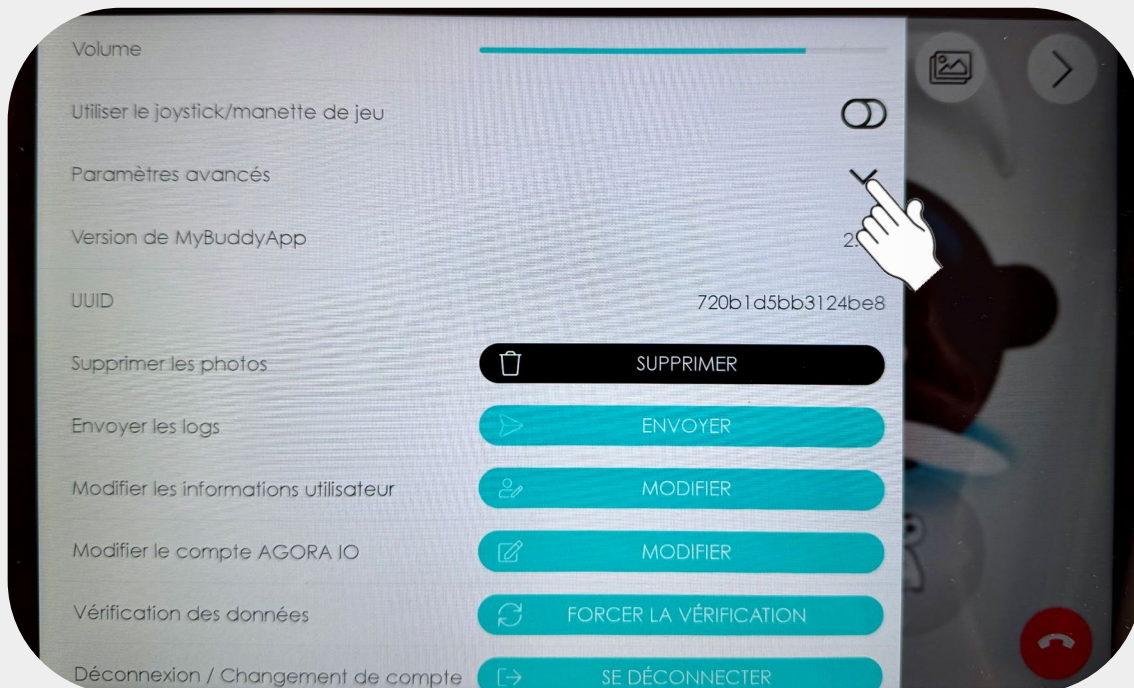 Volume
Utiliser le joystick/manette de jeu
Paramètres avancés
Version de MyBuddyApp
UUID 720b1d5bb3124be8
Supprimer les photos SUPPRIMER
Envoyer les logs ENVOYER
Modifier les informations utilisateur MODIFIER
Modifier le compte AGORA IO MODIFIER
Vérification des données FORCER LA VÉRIFICATION
Déconnexion / Changement de compte SE DÉCONNECTER